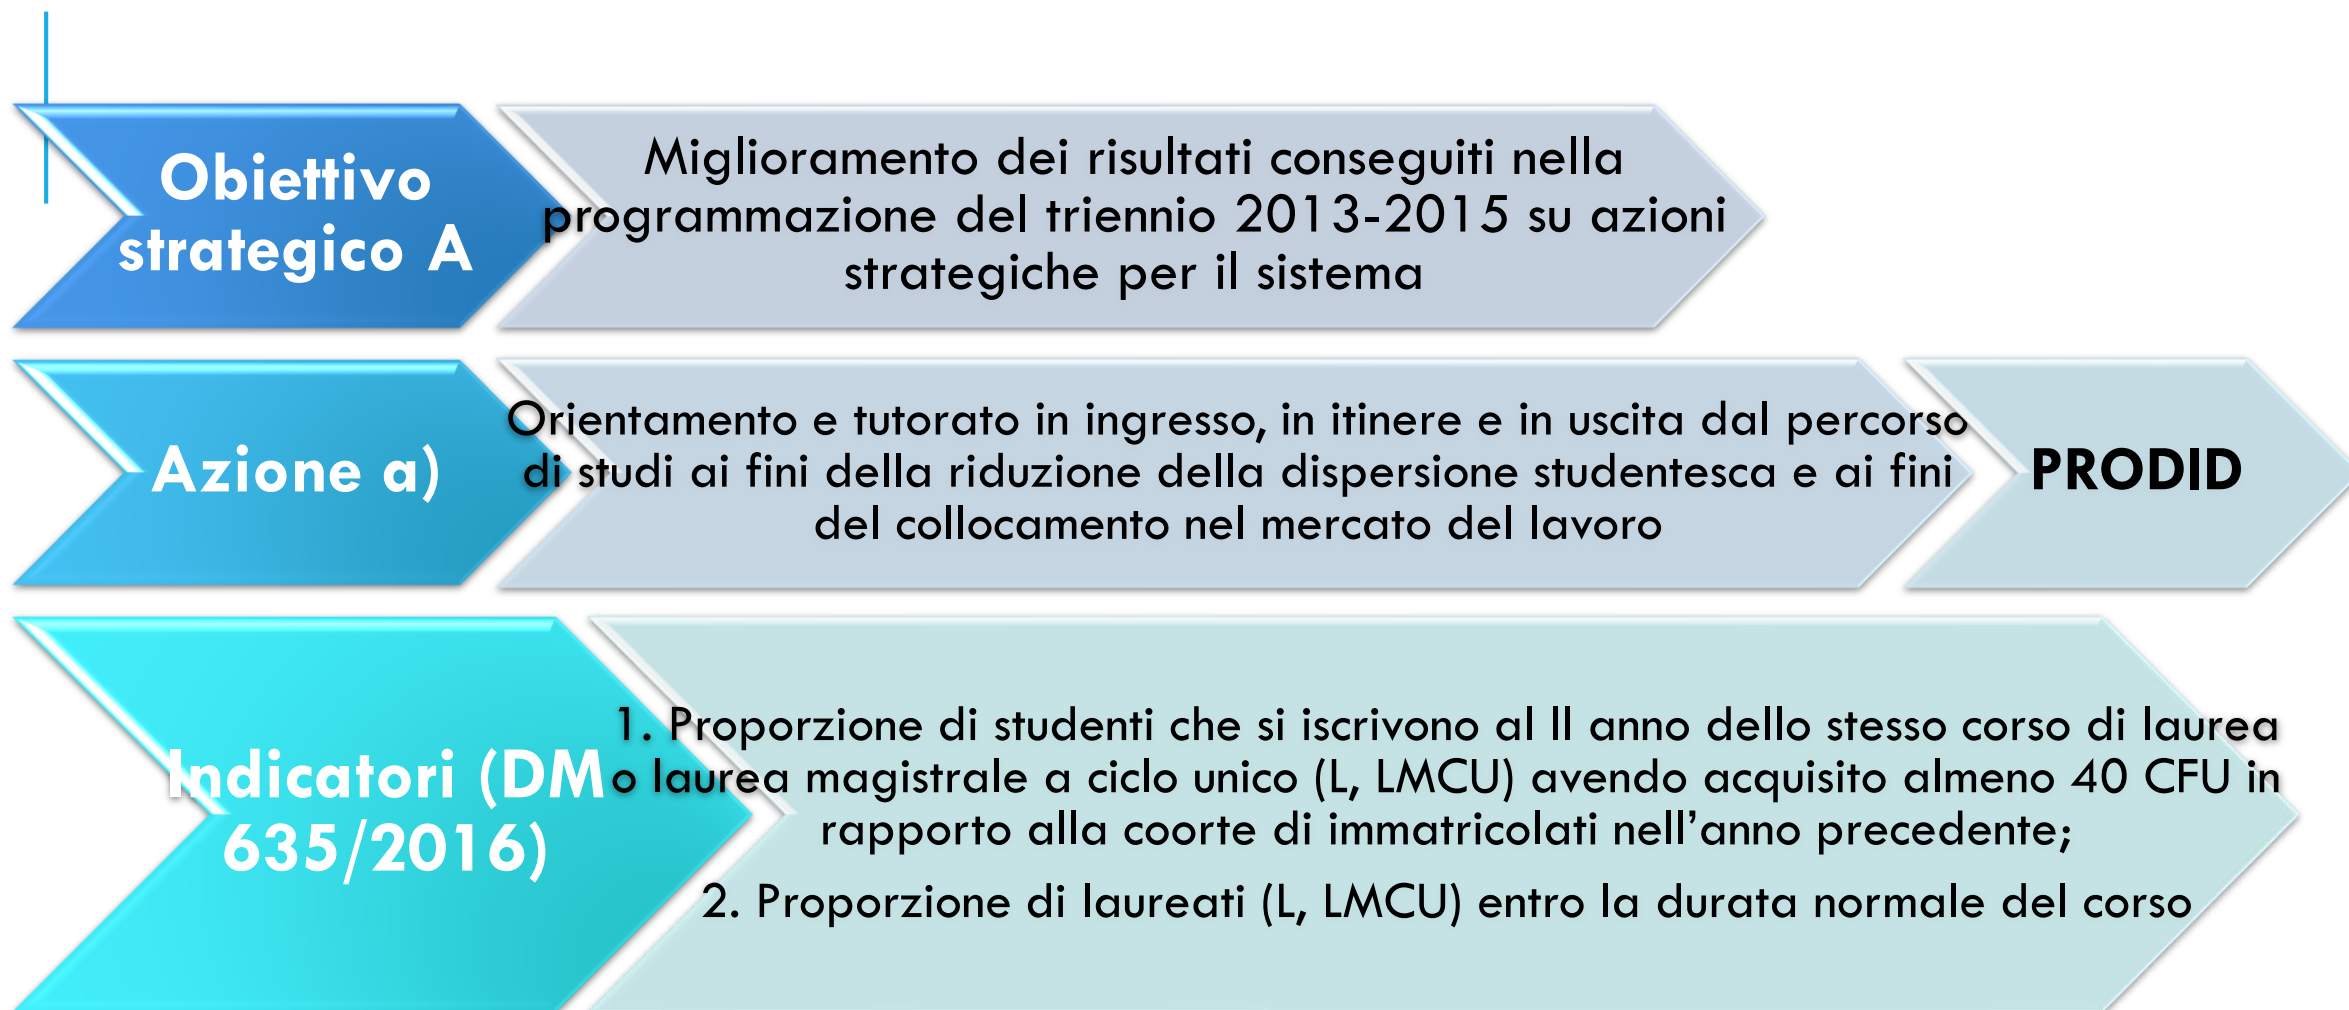 Obiettivo
strategico A
Miglioramento dei risultati conseguiti nella
programmazione del triennio 2013-2015 su azioni
strategiche per il sistema
Azione a)
Orientamento e tutorato in ingresso, in itinere e in uscita dal percorso
di studi ai fini della riduzione della dispersione studentesca e ai fini
del collocamento nel mercato del lavoro
PRODID
Indicatori (DM
635/2016)
1. Proporzione di studenti che si iscrivono al II anno dello stesso corso di laurea
o laurea magistrale a ciclo unico (L, LMCU) avendo acquisito almeno 40 CFU in
rapporto alla coorte di immatricolati nell’anno precedente;
2. Proporzione di laureati (L, LMCU) entro la durata normale del corso